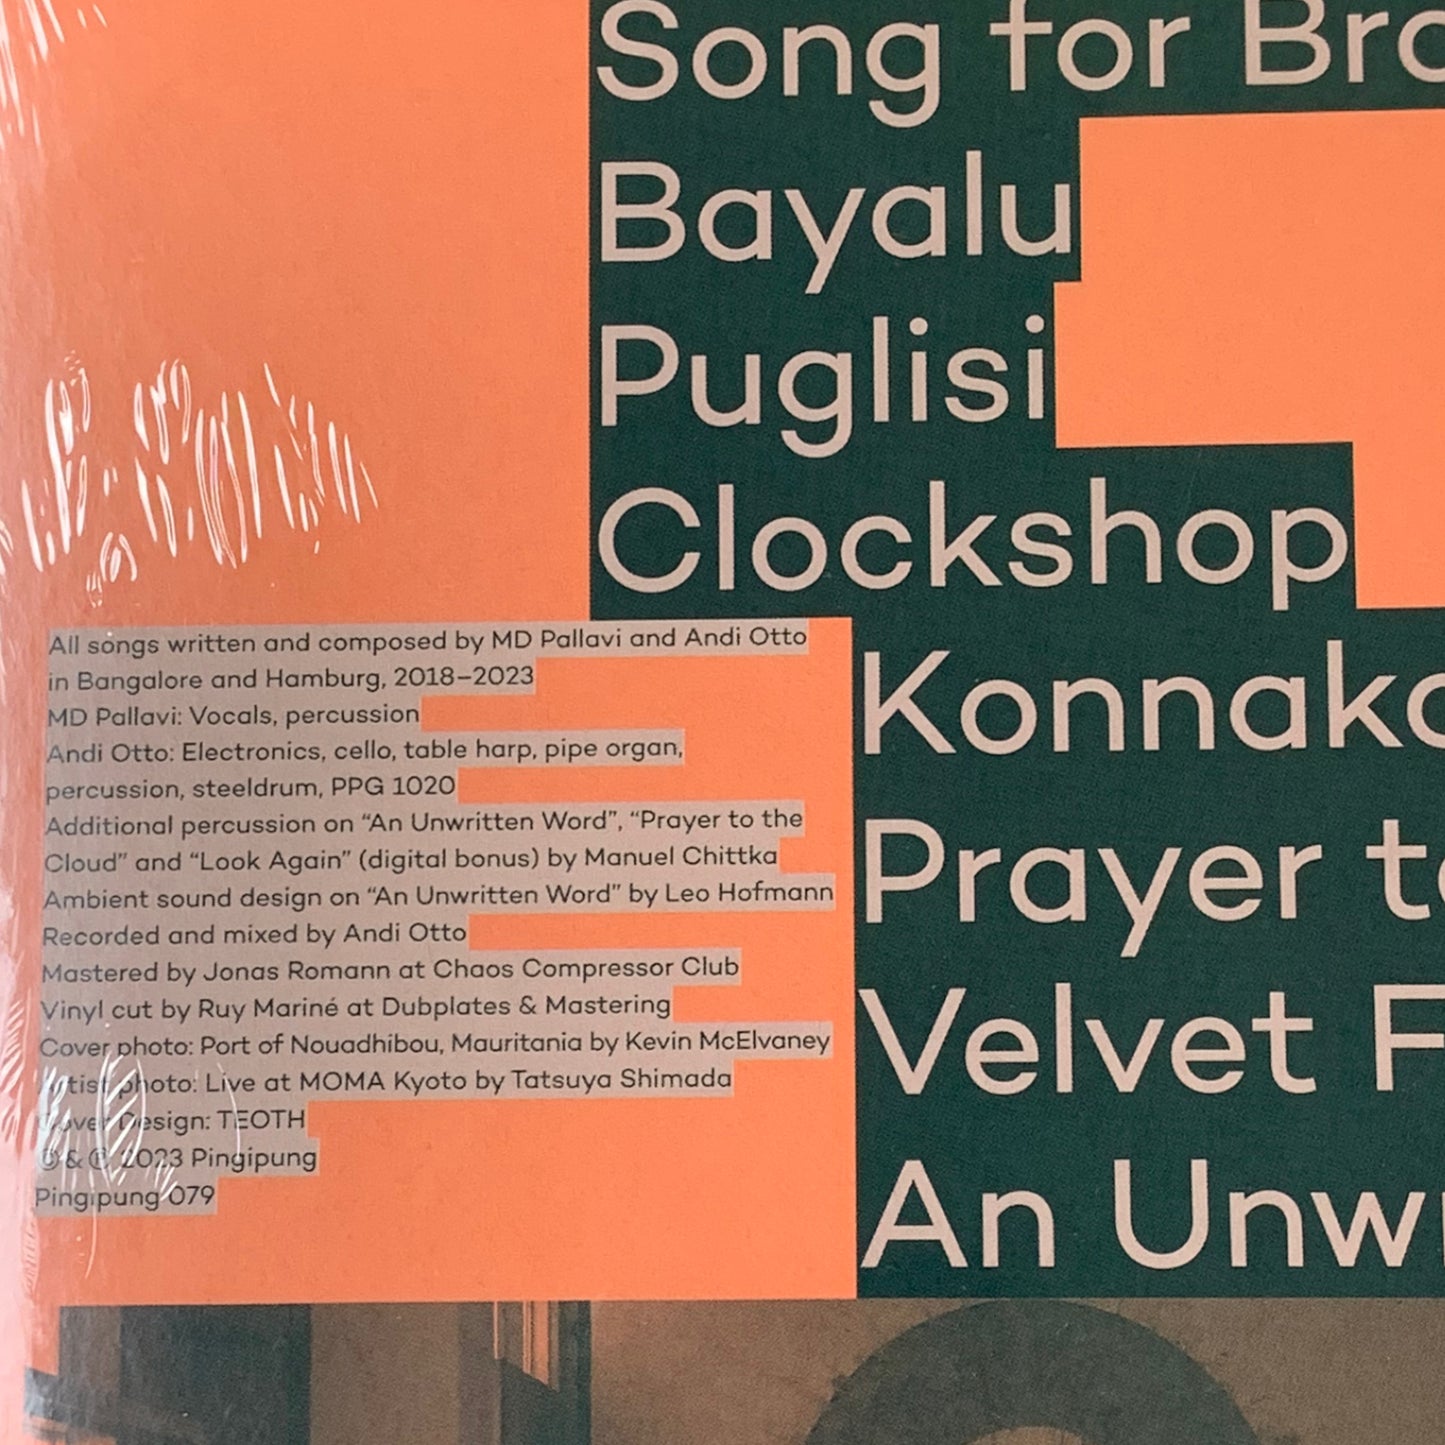 Song for
Bayalu
Puglisi
Clockshop
Prayer
Velvet
An
All songs written and composed by MD Pallavi and Andi Otto
in Bangalore and Hamburg, 2018–2023
MD Pallavi: Vocals, percussion
Andi Otto: Electronics, cello, table harp, pipe organ,
percussion, steeldrum, PPG 1020
Additional percussion on “An Unwritten Word”, “Prayer to the
Cloud” and “Look Again” (digital bonus) by Manuel Chittka
Ambient sound design on “An Unwritten Word” by Leo Hofmann
Recorded and mixed by Andi Otto
Mastered by Jonas Romann at Chaos Compressor Club
Vinyl cut by Ruy Mariné at Dubplates & Mastering
Cover photo: Port of Nouadhibou, Mauritania by Kevin McElvaney
Artist photo: Live at MOMA Kyoto by Tatsuya Shimada
Cover Design: TEOTH
© & ℗ 2023 Pingipung
Pingipung 079